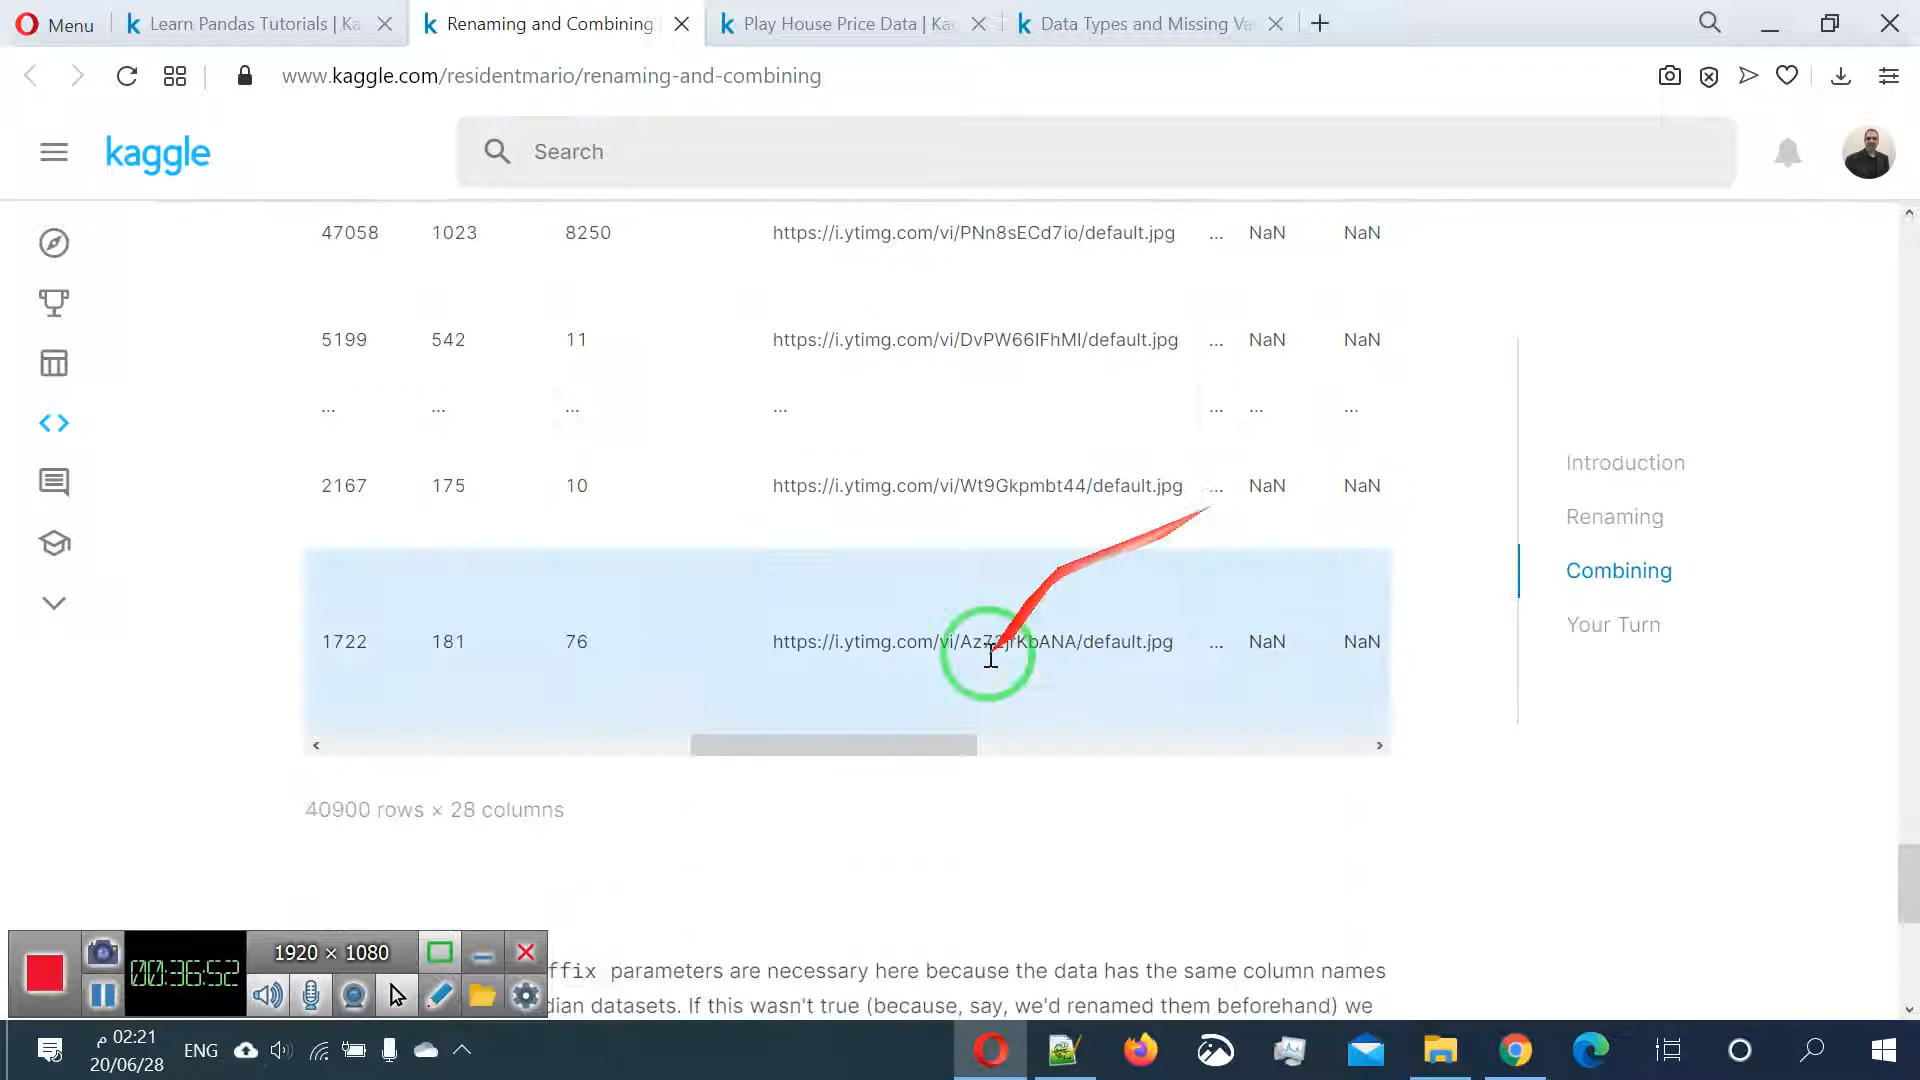 Menu
Learn Pandas Tutorials | Ka
Renaming and Combining
Play House Price Data | Ka
Data Types and Missing Va
www.kaggle.com/residentmario/renaming-and-combining
kaggle
Search
47058 1023 8250 https://i.ytimg.com/vi/PNn8sECd7io/default.jpg ... NaN NaN
5199 542 11 https://i.ytimg.com/vi/DvPW66IFhMI/default.jpg ... NaN NaN
... ... ... ... ... ... ...
2167 175 10 https://i.ytimg.com/vi/Wt9Gkpmbt44/default.jpg ... NaN NaN
1722 181 76 ... NaN NaN
40900 rows × 28 columns
Introduction
Renaming
Combining
Your Turn
ffix parameters are necessary here because the data has the same column names
dian datasets. If this wasn't true (because, say, we'd renamed them beforehand) we
1920 × 1080
00:36:52
02:21 م
20/06/28
ENG